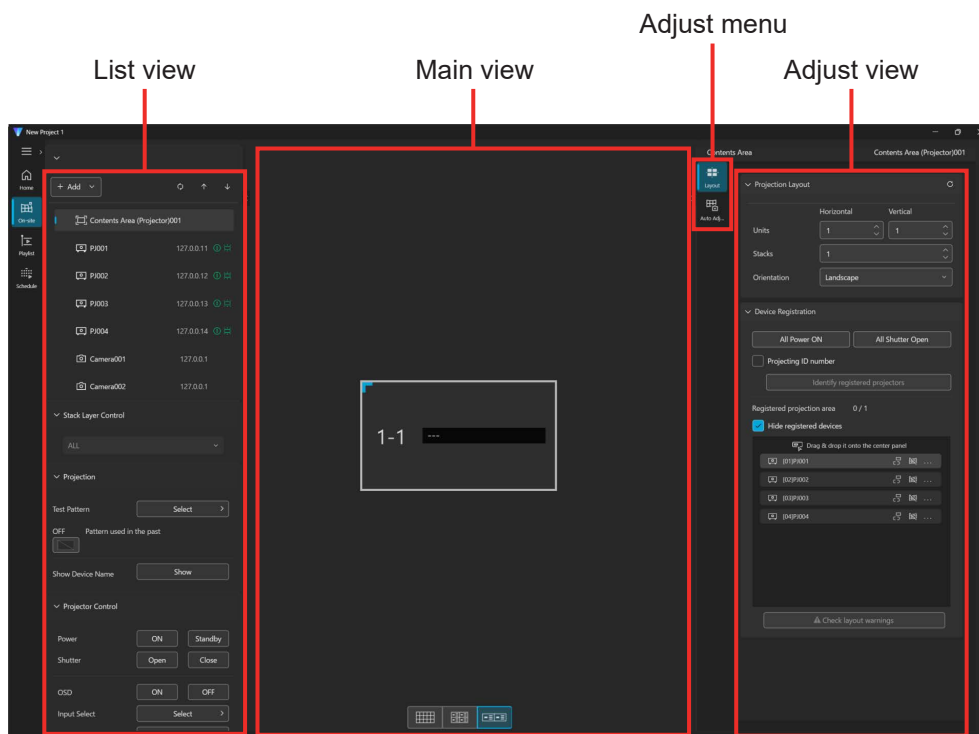 Adjust menu
List view
Main view
Adjust view
New Project 1
Contents Area
Contents Area (Projector)001
Home
On-site
Playlist
Schedule
+ Add
Contents Area (Projector)001
PJ001 127.0.0.11
PJ002 127.0.0.12
PJ003 127.0.0.13
PJ004 127.0.0.14
Camera001 127.0.0.1
Camera002 127.0.0.1
Stack Layer Control
ALL
Projection
Test Pattern Select
OFF Pattern used in the past
Show Device Name Show
Projector Control
Power ON Standby
Shutter Open Close
OSD ON OFF
Input Select Select
1-1 ---
Layout
Auto Adj...
Projection Layout
Horizontal Vertical
Units 1 1
Stacks 1
Orientation Landscape
Device Registration
All Power ON All Shutter Open
Projecting ID number
Identify registered projectors
Registered projection area 0 / 1
Hide registered devices
Drag & drop it onto the center panel
[01]PJ001 ...
[02]PJ002 ...
[03]PJ003 ...
[04]PJ004 ...
Check layout warnings